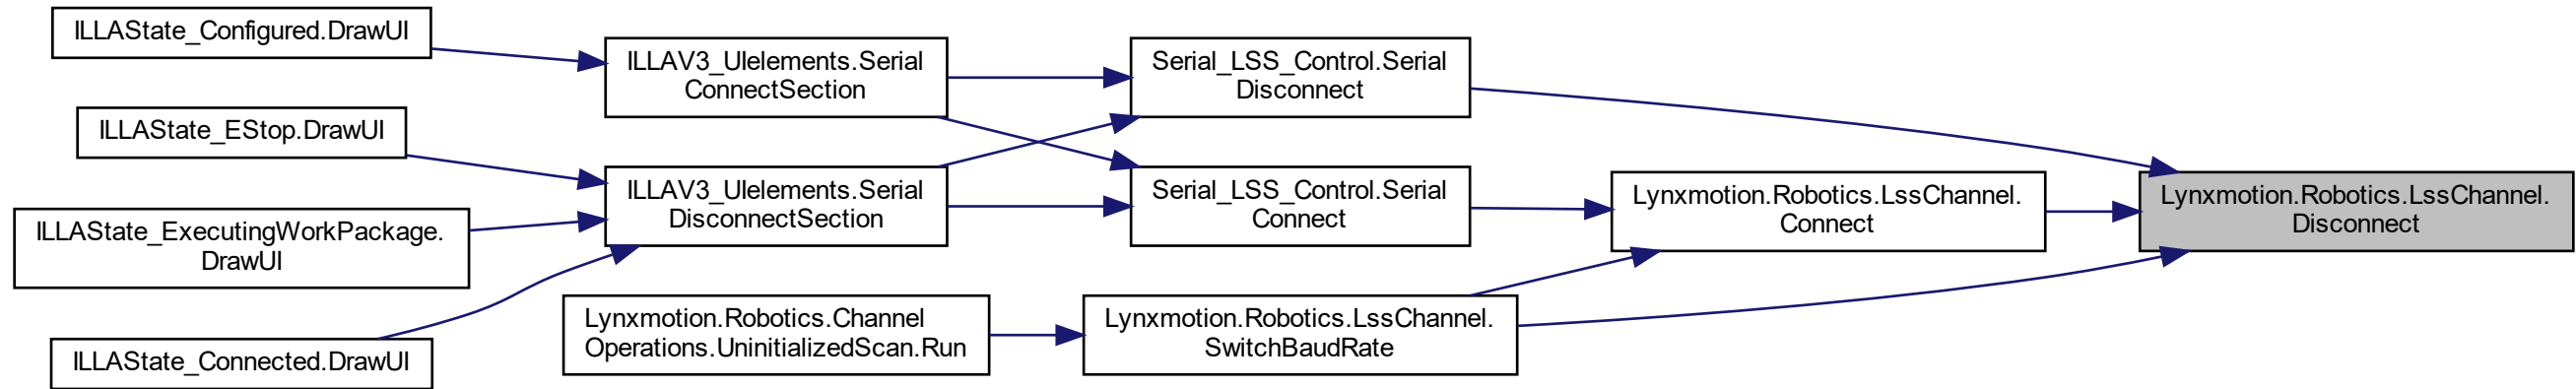 ILLAState_Configured.DrawUI
ILLAState_EStop.DrawUI
ILLAState_ExecutingWorkPackage.
DrawUI
ILLAState_Connected.DrawUI
ILLAV3_UIelements.Serial
ConnectSection
ILLAV3_UIelements.Serial
DisconnectSection
Lynxmotion.Robotics.Channel
Operations.UninitializedScan.Run
Serial_LSS_Control.Serial
Disconnect
Serial_LSS_Control.Serial
Connect
Lynxmotion.Robotics.LssChannel.
SwitchBaudRate
Lynxmotion.Robotics.LssChannel.
Connect
Lynxmotion.Robotics.LssChannel.
Disconnect